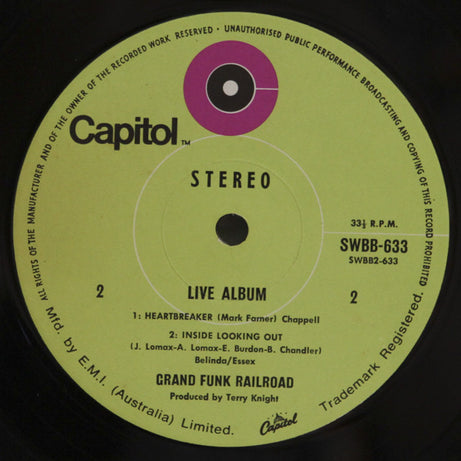 ALL RIGHTS OF THE MANUFACTURER AND OF THE OWNER OF THE RECORDED WORK RESERVED · UNAUTHORISED PUBLIC PERFORMANCE BROADCASTING AND COPYING OF THIS RECORD PROHIBITED
Capitol™
STEREO
33⅓ R.P.M.
SWBB-633
SWBB2-633
2 LIVE ALBUM 2
1: HEARTBREAKER (Mark Farner) Chappell
2: INSIDE LOOKING OUT
(J. Lomax-A. Lomax-E. Burdon-B. Chandler)
Belinda/Essex
GRAND FUNK RAILROAD
Produced by Terry Knight
Mfd. by E.M.I. (Australia) Limited.
Capitol
Trademark Registered.